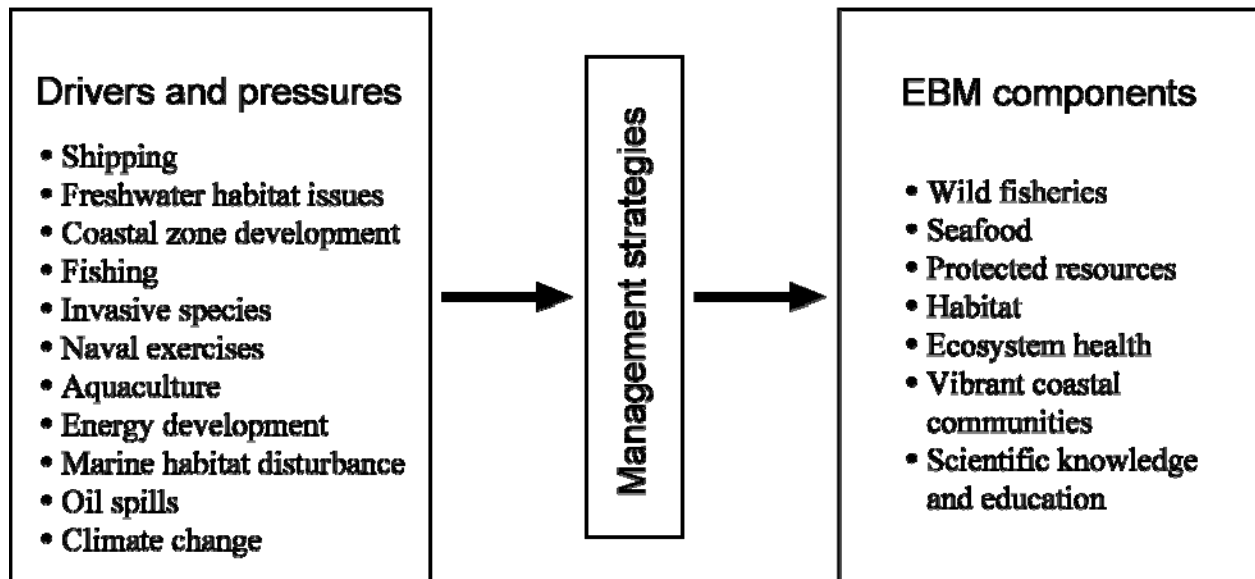 Drivers and pressures
• Shipping
• Freshwater habitat issues
• Coastal zone development
• Fishing
• Invasive species
• Naval exercises
• Aquaculture
• Energy development
• Marine habitat disturbance
• Oil spills
• Climate change
Management strategies
EBM components
• Wild fisheries
• Seafood
• Protected resources
• Habitat
• Ecosystem health
• Vibrant coastal
communities
• Scientific knowledge
and education